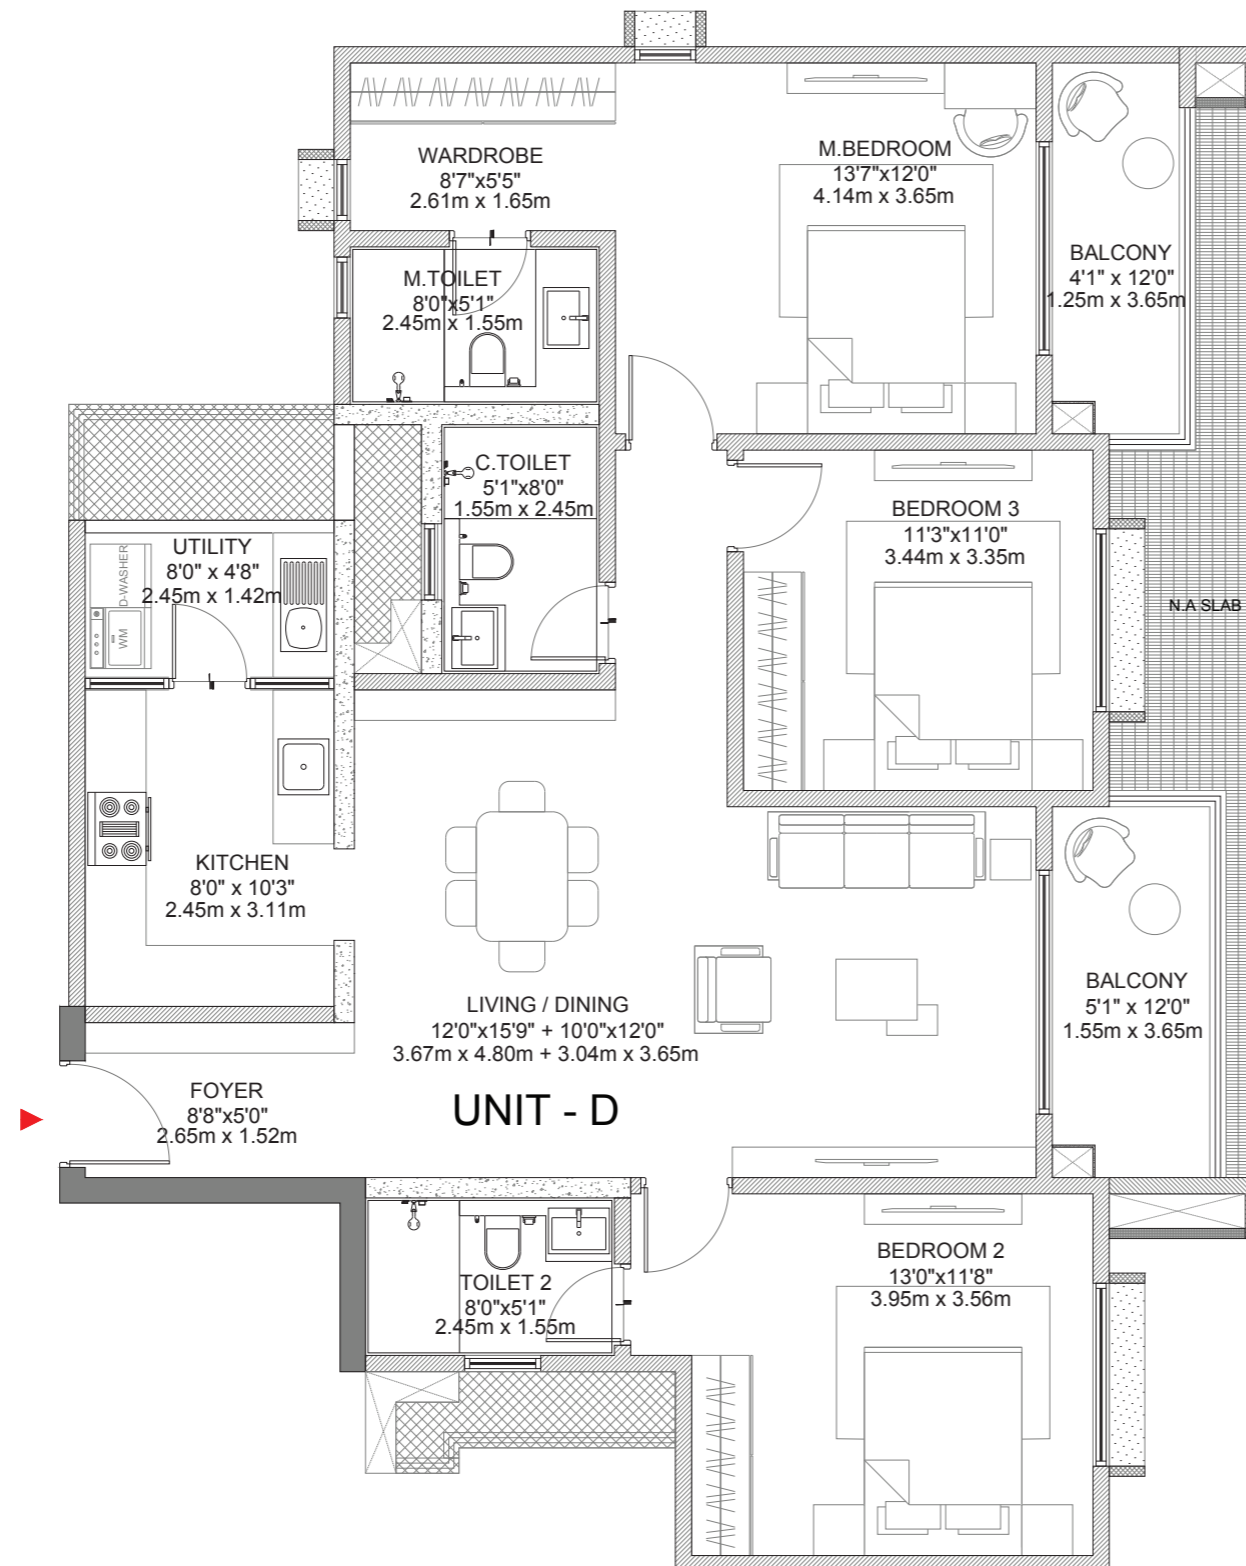 WARDROBE
8'7"x5'5"
2.61m x 1.65m
M.BEDROOM
13'7"x12'0"
4.14m x 3.65m
BALCONY
4'1" x 12'0"
1.25m x 3.65m
M.TOILET
8'0"x5'1"
2.45m x 1.55m
C.TOILET
5'1"x8'0"
1.55m x 2.45m
BEDROOM 3
11'3"x11'0"
3.44m x 3.35m
UTILITY
8'0" x 4'8"
2.45m x 1.42m
D-WASHER
WM
N.A SLAB
KITCHEN
8'0" x 10'3"
2.45m x 3.11m
LIVING / DINING
12'0"x15'9" + 10'0"x12'0"
3.67m x 4.80m + 3.04m x 3.65m
BALCONY
5'1" x 12'0"
1.55m x 3.65m
FOYER
8'8"x5'0"
2.65m x 1.52m
UNIT - D
TOILET 2
8'0"x5'1"
2.45m x 1.55m
BEDROOM 2
13'0"x11'8"
3.95m x 3.56m